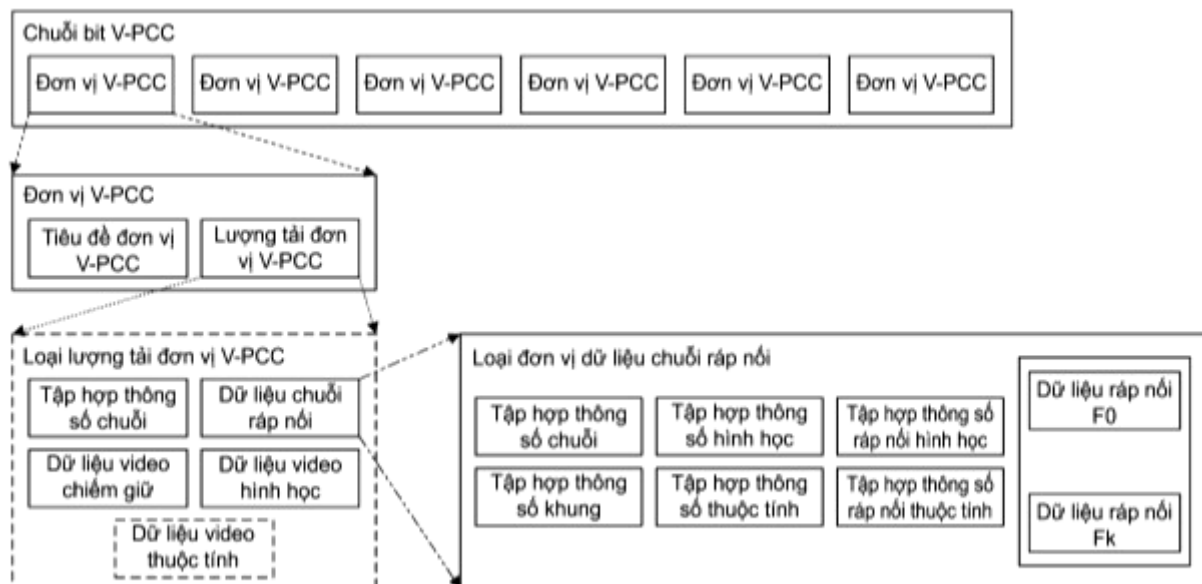 Chuỗi bit V-PCC
Đơn vị V-PCC
Đơn vị V-PCC
Đơn vị V-PCC
Đơn vị V-PCC
Đơn vị V-PCC
Đơn vị V-PCC
Đơn vị V-PCC
Tiêu đề đơn vị
V-PCC
Lượng tải đơn
vị V-PCC
Loại lượng tải đơn vị V-PCC
Tập hợp thông
số chuỗi
Dữ liệu chuỗi
ráp nối
Dữ liệu video
chiếm giữ
Dữ liệu video
hình học
Dữ liệu video
thuộc tính
Loại đơn vị dữ liệu chuỗi ráp nối
Tập hợp thông
số chuỗi
Tập hợp thông
số hình học
Tập hợp thông số
ráp nối hình học
Tập hợp thông
số khung
Tập hợp thông
số thuộc tính
Tập hợp thông số
ráp nối thuộc tính
Dữ liệu ráp nối
F0
Dữ liệu ráp nối
Fk